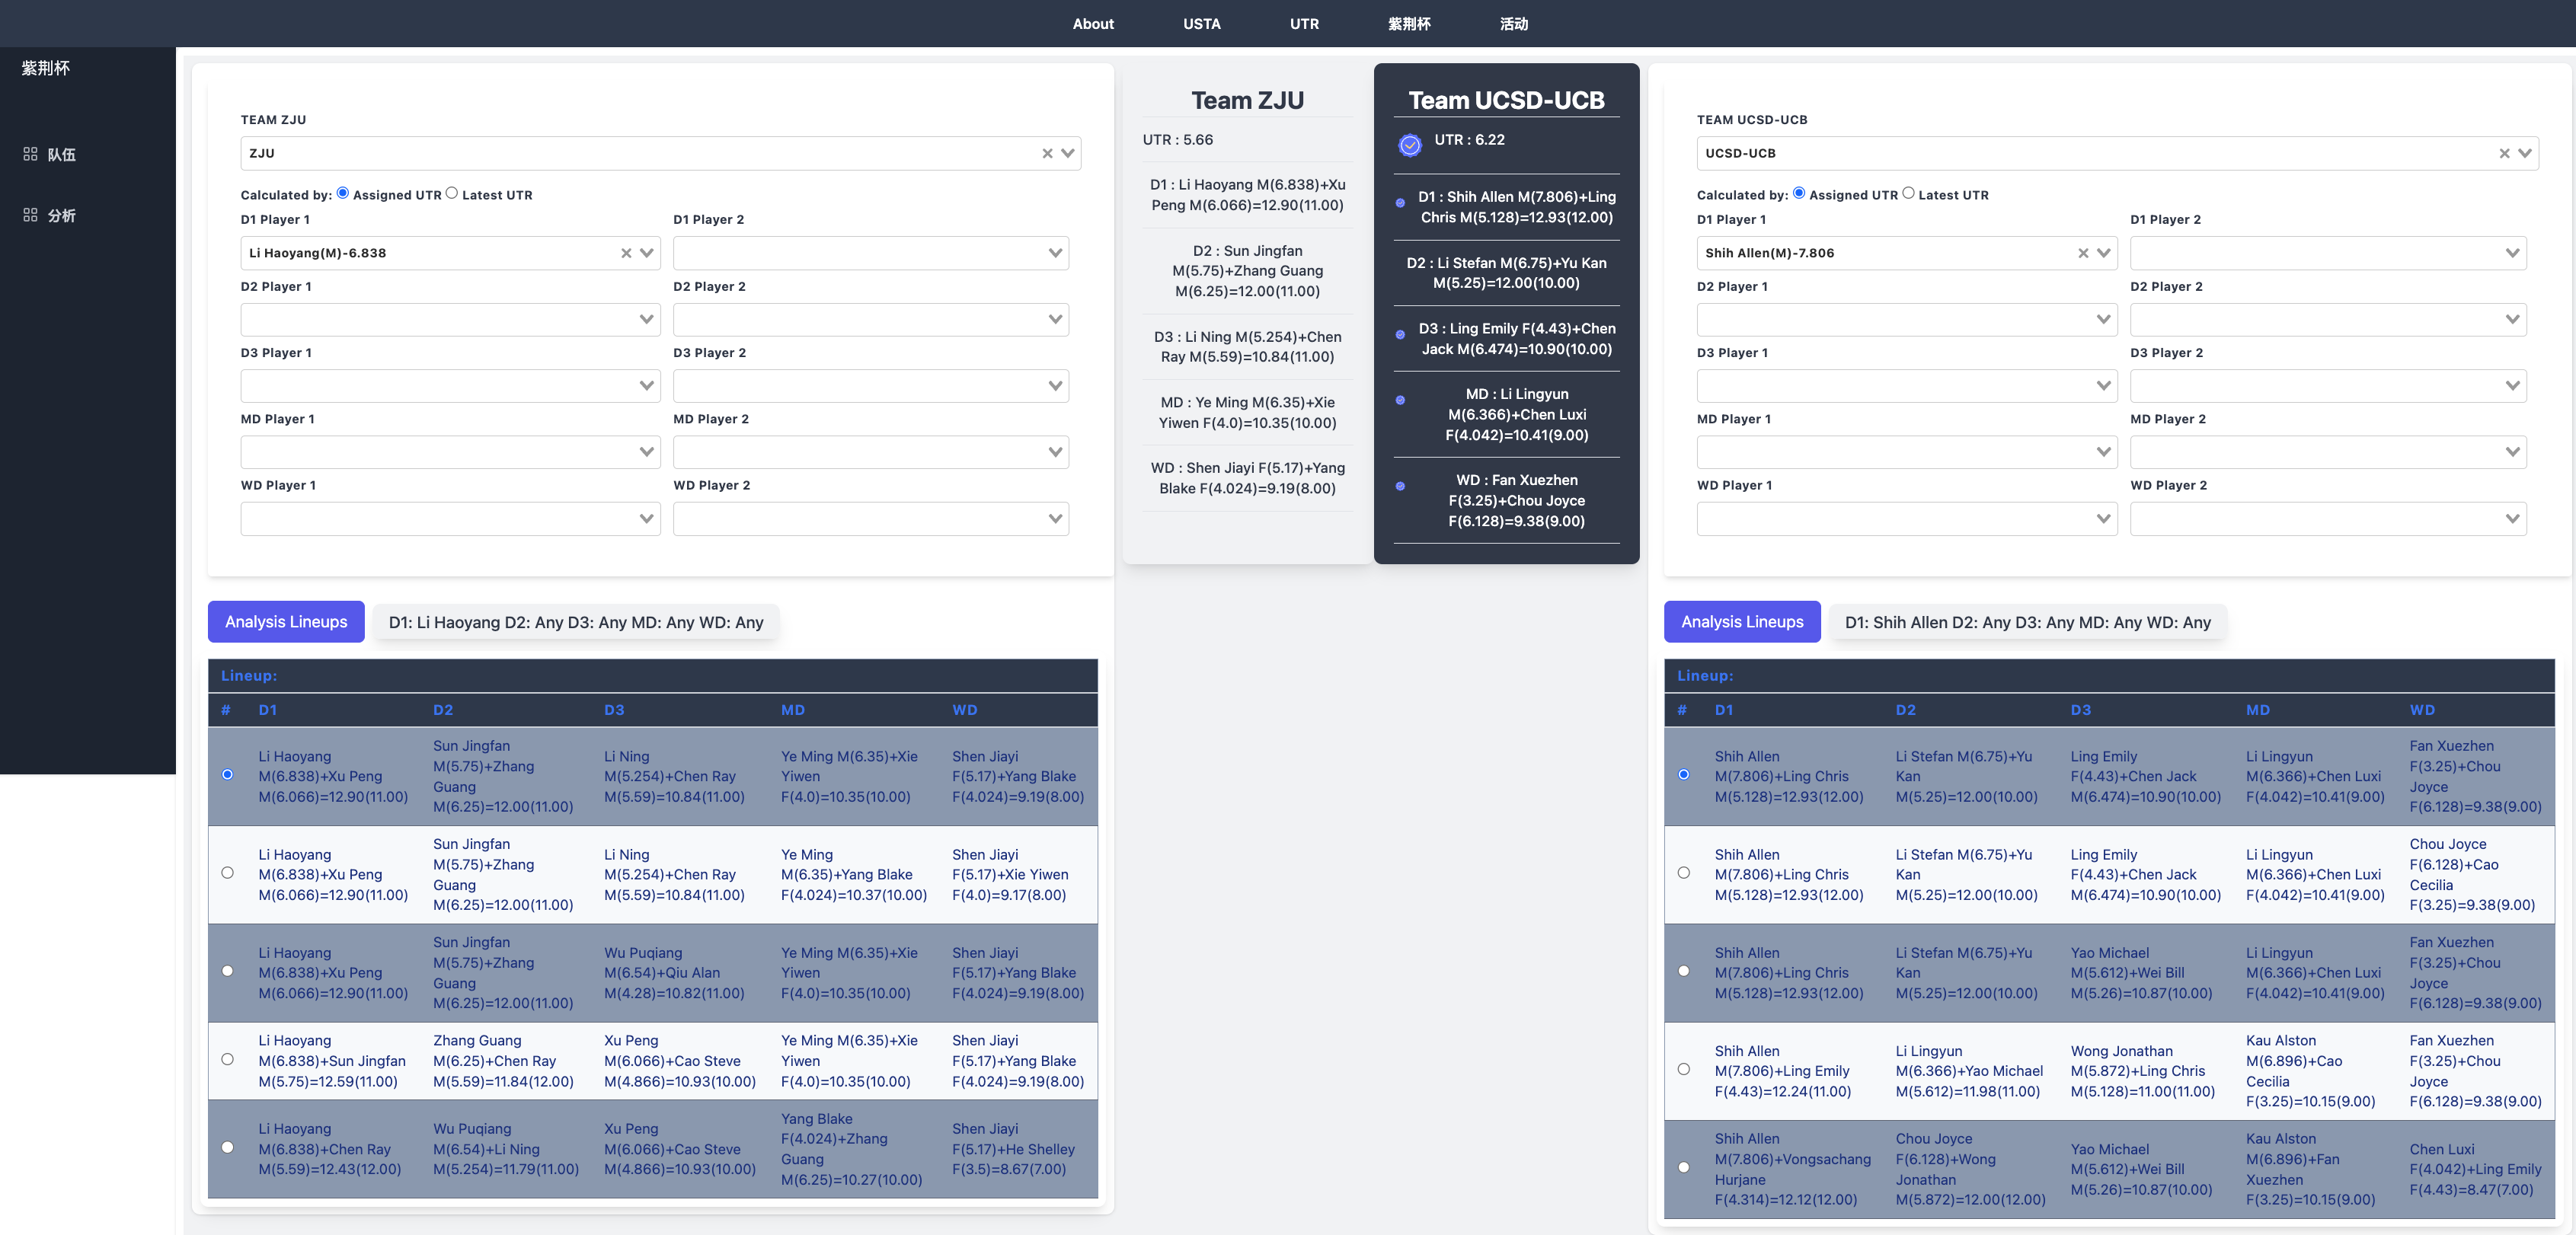 About USTA UTR 紫荆杯 活动
紫荆杯
队伍
分析
TEAM ZJU
ZJU
Calculated by: Assigned UTR Latest UTR
D1 Player 1 D1 Player 2
Li Haoyang(M)-6.838
D2 Player 1 D2 Player 2
D3 Player 1 D3 Player 2
MD Player 1 MD Player 2
WD Player 1 WD Player 2
Analysis Lineups
D1: Li Haoyang D2: Any D3: Any MD: Any WD: Any
Lineup:
# D1 D2 D3 MD WD
Li Haoyang
M(6.838)+Xu Peng
M(6.066)=12.90(11.00)
Sun Jingfan
M(5.75)+Zhang
Guang
M(6.25)=12.00(11.00)
Li Ning
M(5.254)+Chen Ray
M(5.59)=10.84(11.00)
Ye Ming M(6.35)+Xie
Yiwen
F(4.0)=10.35(10.00)
Shen Jiayi
F(5.17)+Yang Blake
F(4.024)=9.19(8.00)
Li Haoyang
M(6.838)+Xu Peng
M(6.066)=12.90(11.00)
Sun Jingfan
M(5.75)+Zhang
Guang
M(6.25)=12.00(11.00)
Li Ning
M(5.254)+Chen Ray
M(5.59)=10.84(11.00)
Ye Ming
M(6.35)+Yang Blake
F(4.024)=10.37(10.00)
Shen Jiayi
F(5.17)+Xie Yiwen
F(4.0)=9.17(8.00)
Li Haoyang
M(6.838)+Xu Peng
M(6.066)=12.90(11.00)
Sun Jingfan
M(5.75)+Zhang
Guang
M(6.25)=12.00(11.00)
Wu Puqiang
M(6.54)+Qiu Alan
M(4.28)=10.82(11.00)
Ye Ming M(6.35)+Xie
Yiwen
F(4.0)=10.35(10.00)
Shen Jiayi
F(5.17)+Yang Blake
F(4.024)=9.19(8.00)
Li Haoyang
M(6.838)+Sun Jingfan
M(5.75)=12.59(11.00)
Zhang Guang
M(6.25)+Chen Ray
M(5.59)=11.84(12.00)
Xu Peng
M(6.066)+Cao Steve
M(4.866)=10.93(10.00)
Ye Ming M(6.35)+Xie
Yiwen
F(4.0)=10.35(10.00)
Shen Jiayi
F(5.17)+Yang Blake
F(4.024)=9.19(8.00)
Li Haoyang
M(6.838)+Chen Ray
M(5.59)=12.43(12.00)
Wu Puqiang
M(6.54)+Li Ning
M(5.254)=11.79(11.00)
Xu Peng
M(6.066)+Cao Steve
M(4.866)=10.93(10.00)
Yang Blake
F(4.024)+Zhang
Guang
M(6.25)=10.27(10.00)
Shen Jiayi
F(5.17)+He Shelley
F(3.5)=8.67(7.00)
Team ZJU
UTR : 5.66
D1 : Li Haoyang M(6.838)+Xu
Peng M(6.066)=12.90(11.00)
D2 : Sun Jingfan
M(5.75)+Zhang Guang
M(6.25)=12.00(11.00)
D3 : Li Ning M(5.254)+Chen
Ray M(5.59)=10.84(11.00)
MD : Ye Ming M(6.35)+Xie
Yiwen F(4.0)=10.35(10.00)
WD : Shen Jiayi F(5.17)+Yang
Blake F(4.024)=9.19(8.00)
Team UCSD-UCB
UTR : 6.22
D1 : Shih Allen M(7.806)+Ling
Chris M(5.128)=12.93(12.00)
D2 : Li Stefan M(6.75)+Yu Kan
M(5.25)=12.00(10.00)
D3 : Ling Emily F(4.43)+Chen
Jack M(6.474)=10.90(10.00)
MD : Li Lingyun
M(6.366)+Chen Luxi
F(4.042)=10.41(9.00)
WD : Fan Xuezhen
F(3.25)+Chou Joyce
F(6.128)=9.38(9.00)
TEAM UCSD-UCB
UCSD-UCB
Calculated by: Assigned UTR Latest UTR
D1 Player 1 D1 Player 2
Shih Allen(M)-7.806
D2 Player 1 D2 Player 2
D3 Player 1 D3 Player 2
MD Player 1 MD Player 2
WD Player 1 WD Player 2
Analysis Lineups
D1: Shih Allen D2: Any D3: Any MD: Any WD: Any
Lineup:
# D1 D2 D3 MD WD
Shih Allen
M(7.806)+Ling Chris
M(5.128)=12.93(12.00)
Li Stefan M(6.75)+Yu
Kan
M(5.25)=12.00(10.00)
Ling Emily
F(4.43)+Chen Jack
M(6.474)=10.90(10.00)
Li Lingyun
M(6.366)+Chen Luxi
F(4.042)=10.41(9.00)
Fan Xuezhen
F(3.25)+Chou
Joyce
F(6.128)=9.38(9.00)
Shih Allen
M(7.806)+Ling Chris
M(5.128)=12.93(12.00)
Li Stefan M(6.75)+Yu
Kan
M(5.25)=12.00(10.00)
Ling Emily
F(4.43)+Chen Jack
M(6.474)=10.90(10.00)
Li Lingyun
M(6.366)+Chen Luxi
F(4.042)=10.41(9.00)
Chou Joyce
F(6.128)+Cao
Cecilia
F(3.25)=9.38(9.00)
Shih Allen
M(7.806)+Ling Chris
M(5.128)=12.93(12.00)
Li Stefan M(6.75)+Yu
Kan
M(5.25)=12.00(10.00)
Yao Michael
M(5.612)+Wei Bill
M(5.26)=10.87(10.00)
Li Lingyun
M(6.366)+Chen Luxi
F(4.042)=10.41(9.00)
Fan Xuezhen
F(3.25)+Chou
Joyce
F(6.128)=9.38(9.00)
Shih Allen
M(7.806)+Ling Emily
F(4.43)=12.24(11.00)
Li Lingyun
M(6.366)+Yao Michael
M(5.612)=11.98(11.00)
Wong Jonathan
M(5.872)+Ling Chris
M(5.128)=11.00(11.00)
Kau Alston
M(6.896)+Cao
Cecilia
F(3.25)=10.15(9.00)
Fan Xuezhen
F(3.25)+Chou
Joyce
F(6.128)=9.38(9.00)
Shih Allen
M(7.806)+Vongsachang
Hurjane
F(4.314)=12.12(12.00)
Chou Joyce
F(6.128)+Wong
Jonathan
M(5.872)=12.00(12.00)
Yao Michael
M(5.612)+Wei Bill
M(5.26)=10.87(10.00)
Kau Alston
M(6.896)+Fan
Xuezhen
F(3.25)=10.15(9.00)
Chen Luxi
F(4.042)+Ling Emily
F(4.43)=8.47(7.00)